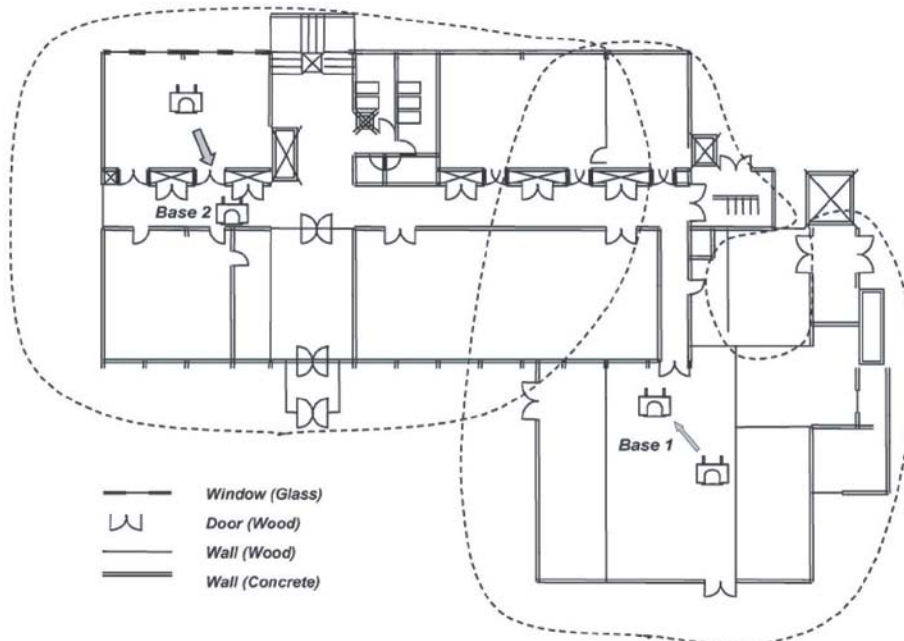 Base 2
Base 1
Window (Glass)
Door (Wood)
Wall (Wood)
Wall (Concrete)